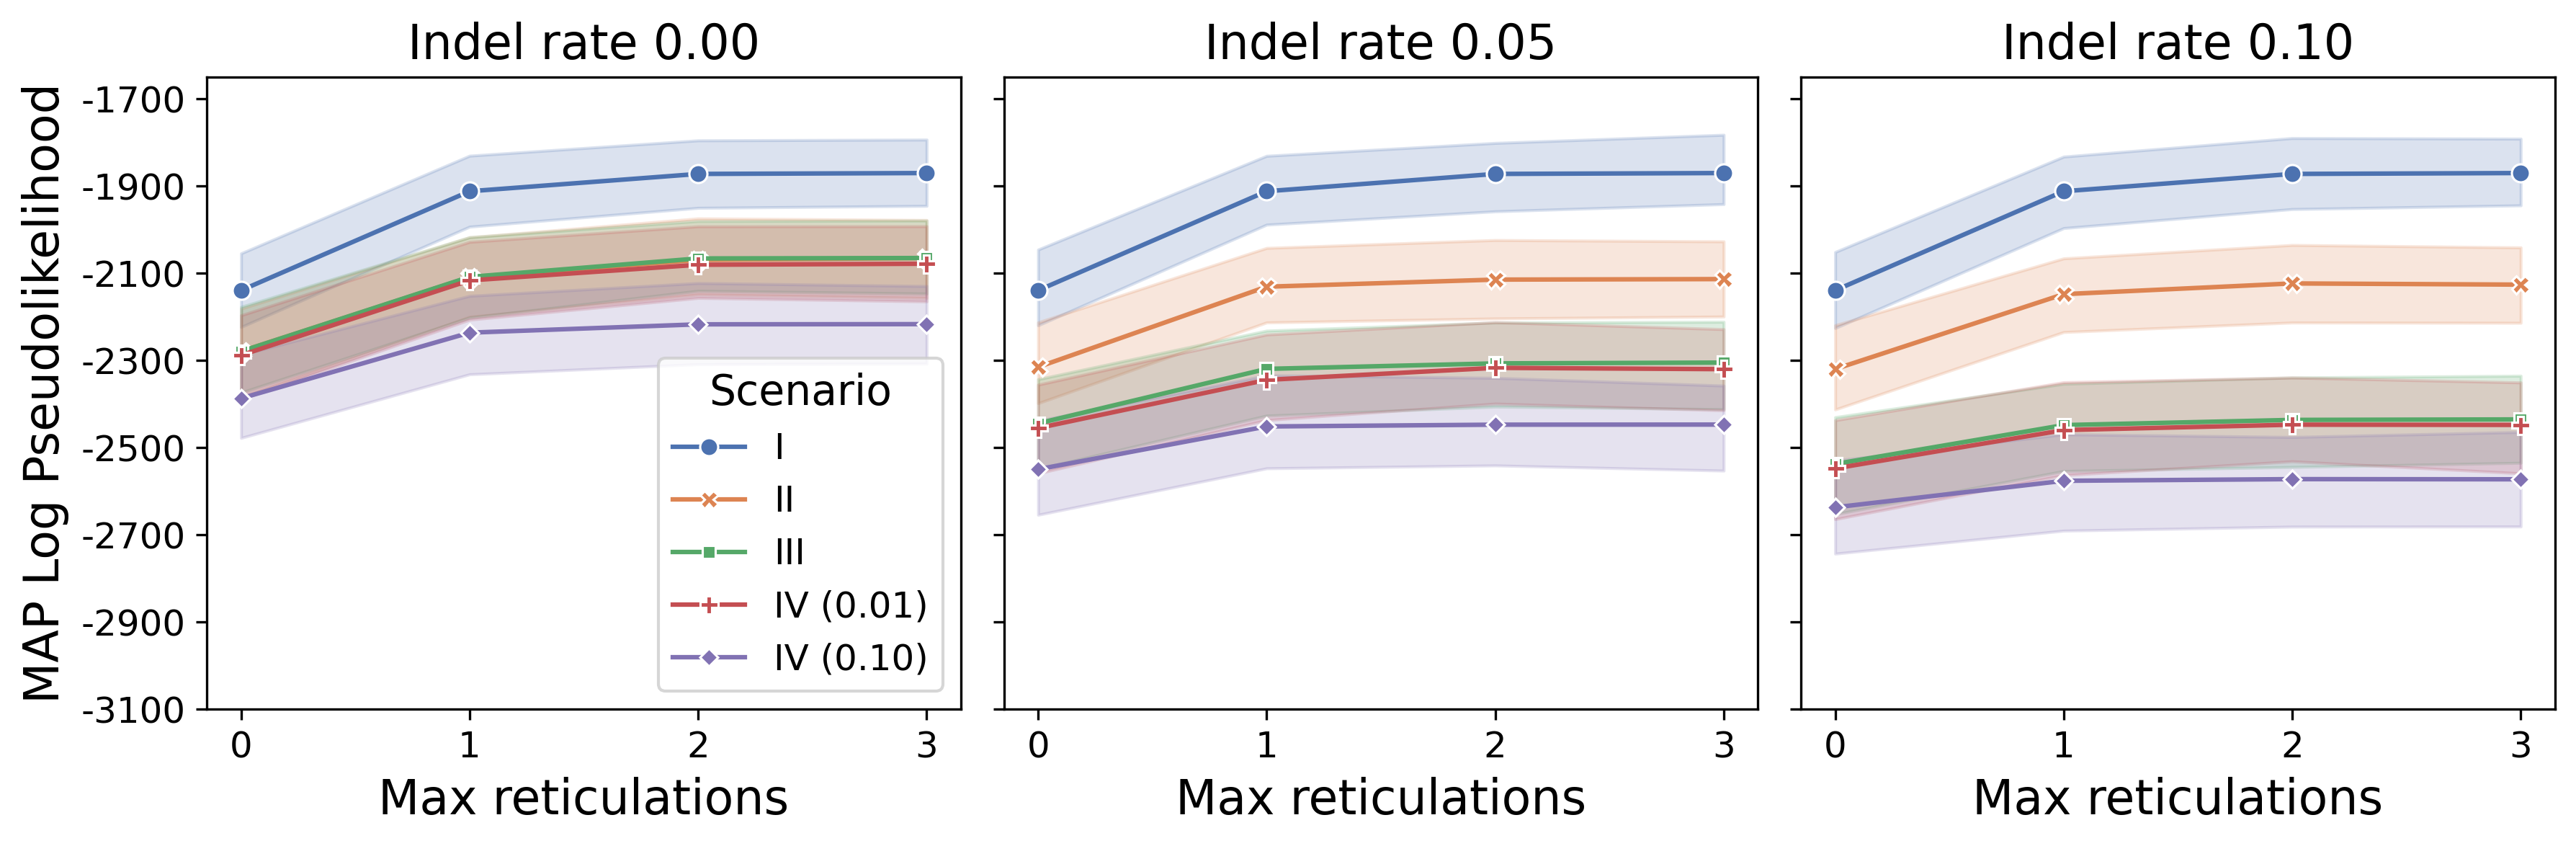 Indel rate 0.00
Indel rate 0.05
Indel rate 0.10
MAP Log Pseudolikelihood
-1700
-1900
-2100
-2300
-2500
-2700
-2900
-3100
Scenario
I
II
III
IV (0.01)
IV (0.10)
0 1 2 3
0 1 2 3
0 1 2 3
Max reticulations
Max reticulations
Max reticulations